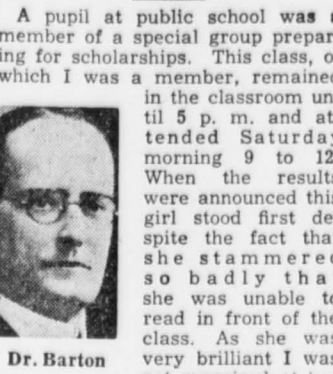 A pupil at public school was a
member of a special group prepar
ing for scholarships. This class, o
which I was a member, remained
in the classroom un
til 5 p. m. and at
tended Saturday
morning 9 to 12
When the results
were announced this
girl stood first de
spite the fact that
she stammered
so badly that
she was unable to
read in front of the
class. As she was
very brilliant I was
Dr. Barton